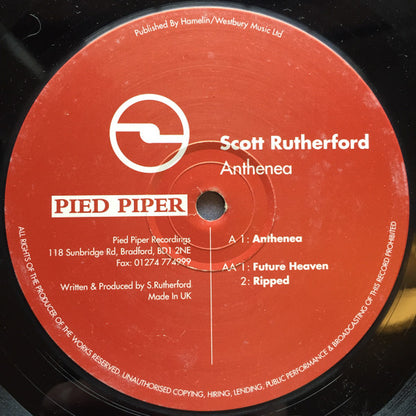 Published By Hamelin/Westbury Music Ltd
Scott Rutherford
Anthenea
PIED PIPER
Pied Piper Recordings
118 Sunbridge Rd, Bradford, BD1 2NE
Fax: 01274 774999
Written & Produced by S.Rutherford
Made In UK
A 1: Anthenea
AA 1: Future Heaven
2: Ripped
ALL RIGHTS OF THE PRODUCER OF THE WORKS RESERVED, UNAUTHORISED COPYING, HIRING, LENDING, PUBLIC PERFORMANCE & BROADCASTING OF THIS RECORD PROHIBITED